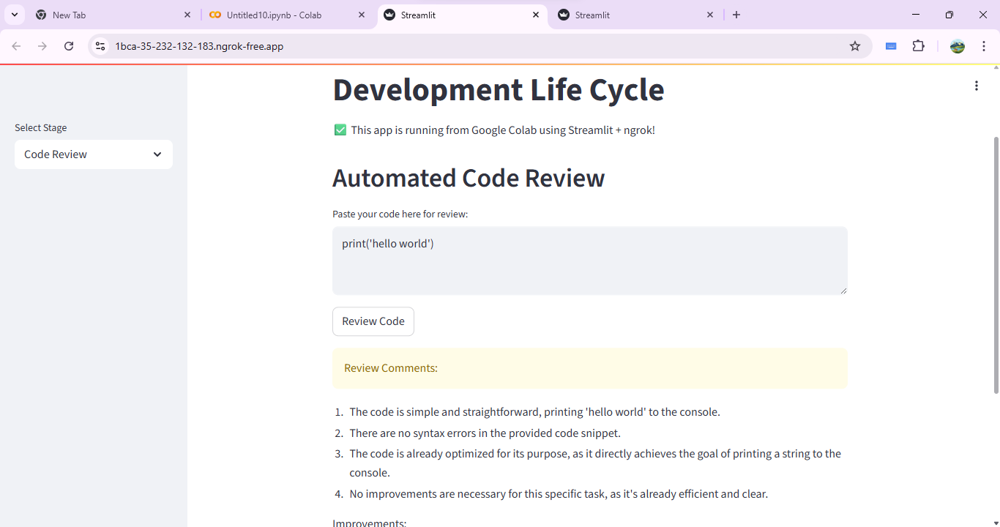 New Tab
Untitled10.ipynb - Colab
Streamlit
Streamlit
1bca-35-232-132-183.ngrok-free.app
Development Life Cycle
✅ This app is running from Google Colab using Streamlit + ngrok!
Select Stage
Code Review
Automated Code Review
Paste your code here for review:
print('hello world')
Review Code
Review Comments:
1. The code is simple and straightforward, printing 'hello world' to the console.
2. There are no syntax errors in the provided code snippet.
3. The code is already optimized for its purpose, as it directly achieves the goal of printing a string to the
console.
4. No improvements are necessary for this specific task, as it's already efficient and clear.
Improvements: